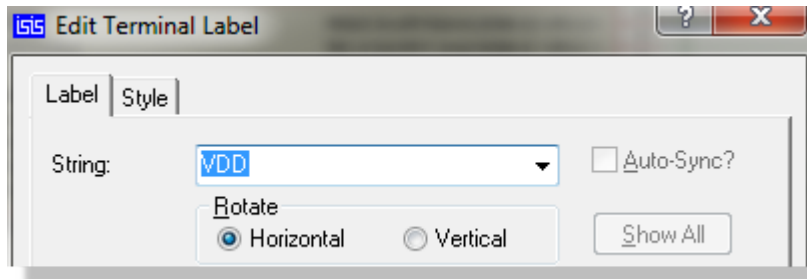 isis Edit Terminal Label ? X
Label Style
String: VDD Auto-Sync?
Rotate
Horizontal Vertical Show All